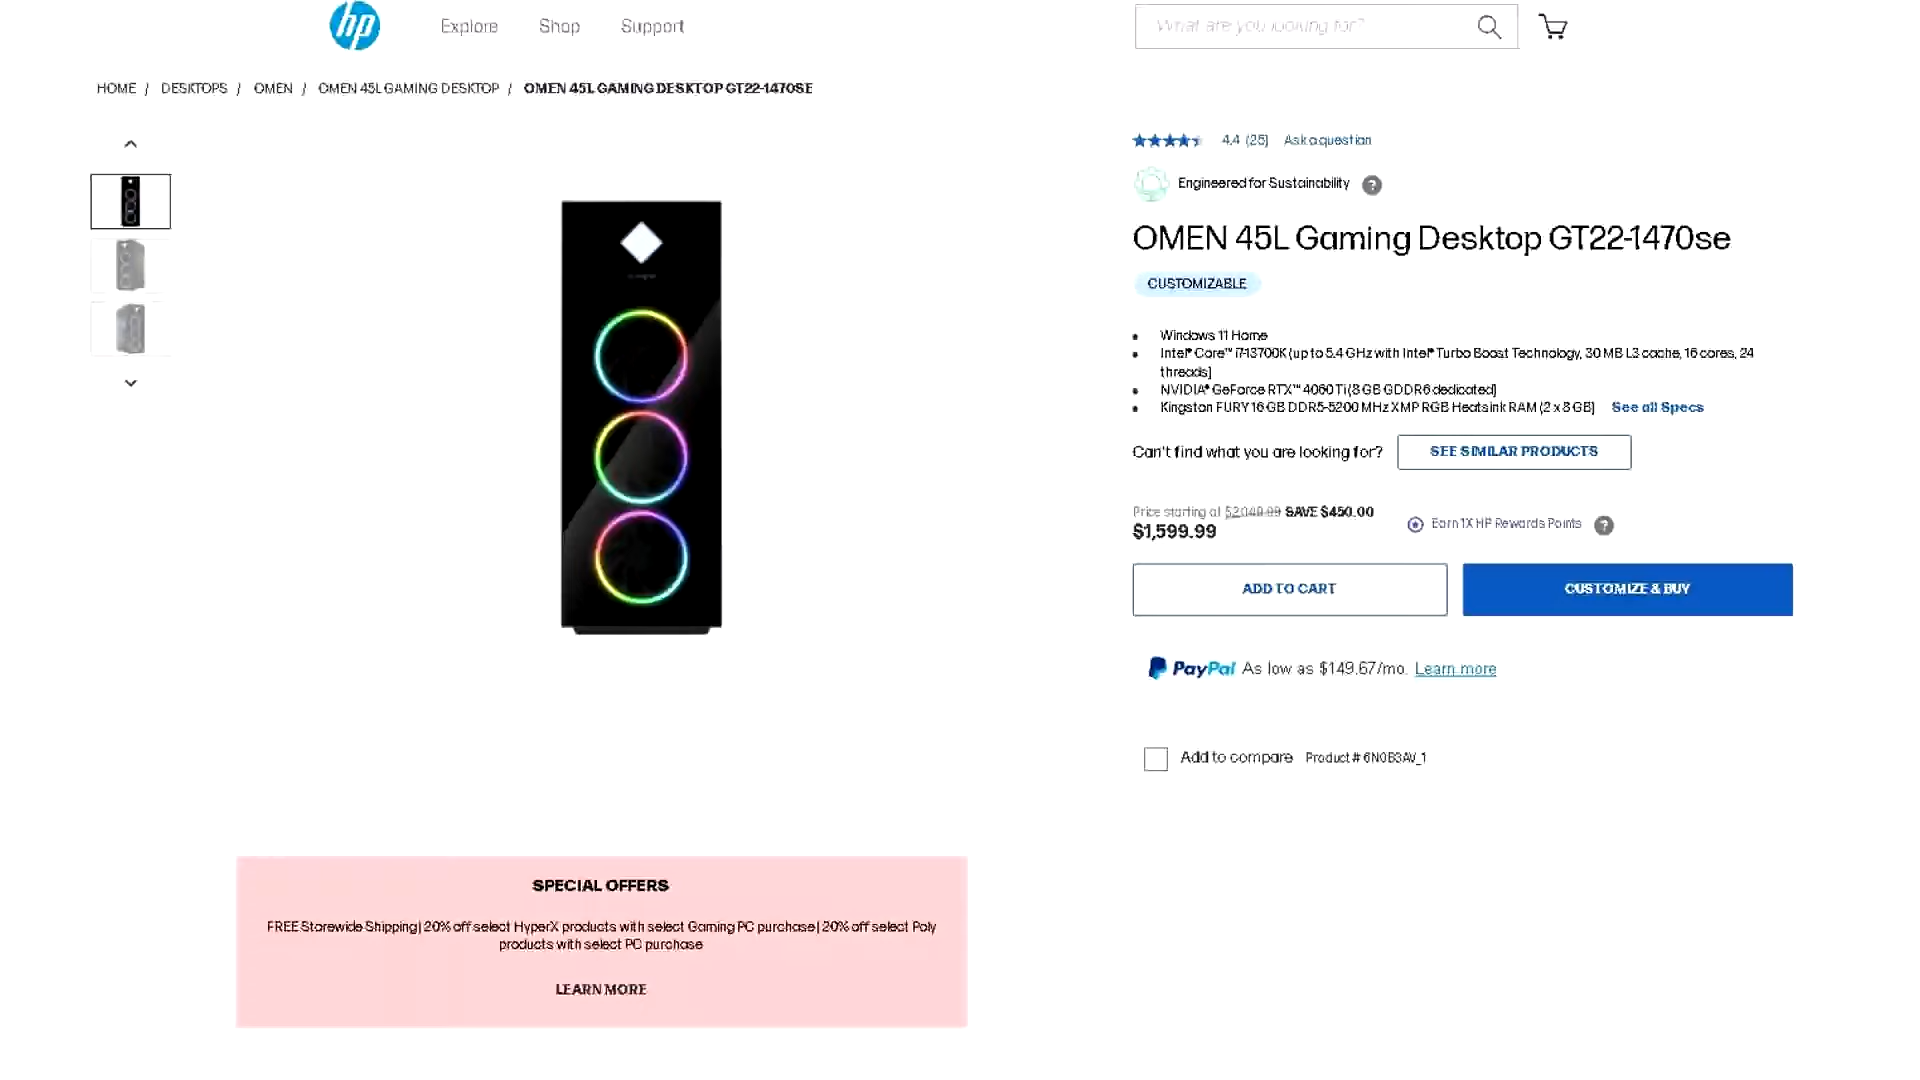 hp
Explore Shop Support
What are you looking for?
HOME / DESKTOPS / OMEN / OMEN 45L GAMING DESKTOP / OMEN 45L GAMING DESKTOP GT22-1470SE
4.4 (25) Ask a question
Engineered for Sustainability ?
OMEN 45L Gaming Desktop GT22-1470se
CUSTOMIZABLE
• Windows 11 Home
• Intel® Core™ i7-13700K (up to 5.4 GHz with Intel® Turbo Boost Technology, 30 MB L3 cache, 16 cores, 24
threads)
• NVIDIA® GeForce RTX™ 4060 Ti (8 GB GDDR6 dedicated)
• Kingston FURY 16 GB DDR5-5200 MHz XMP RGB Heatsink RAM (2 x 8 GB) See all Specs
Can't find what you are looking for? SEE SIMILAR PRODUCTS
Price starting at $2,049.99 SAVE $450.00
$1,599.99
Earn 1X HP Rewards Points ?
ADD TO CART
CUSTOMIZE & BUY
PayPal As low as $149.67/mo. Learn more
Add to compare Product # 6N0B3AV_1
SPECIAL OFFERS
FREE Storewide Shipping | 20% off select HyperX products with select Gaming PC purchase | 20% off select Poly
products with select PC purchase
LEARN MORE